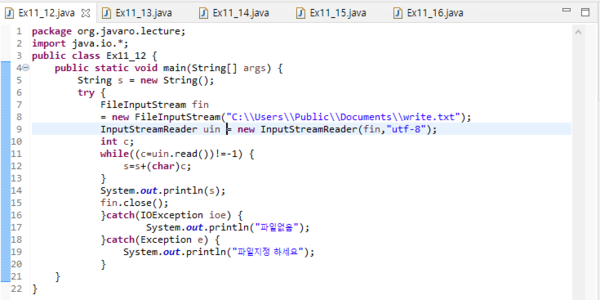 Ex11_12.java Ex11_13.java Ex11_14.java Ex11_15.java Ex11_16.java
1 package org.javaro.lecture;
2 import java.io.*;
3 public class Ex11_12 {
4 public static void main(String[] args) {
5 String s = new String();
6 try {
7 FileInputStream fin
8 = new FileInputStream("C:\\Users\\Public\\Documents\\write.txt");
9 InputStreamReader uin = new InputStreamReader(fin,"utf-8");
10 int c;
11 while((c=uin.read())!=-1) {
12 s=s+(char)c;
13 }
14 System.out.println(s);
15 fin.close();
16 }catch(IOException ioe) {
17 System.out.println("파일없음");
18 }catch(Exception e) {
19 System.out.println("파일지정 하세요");
20 }
21 }
22 }